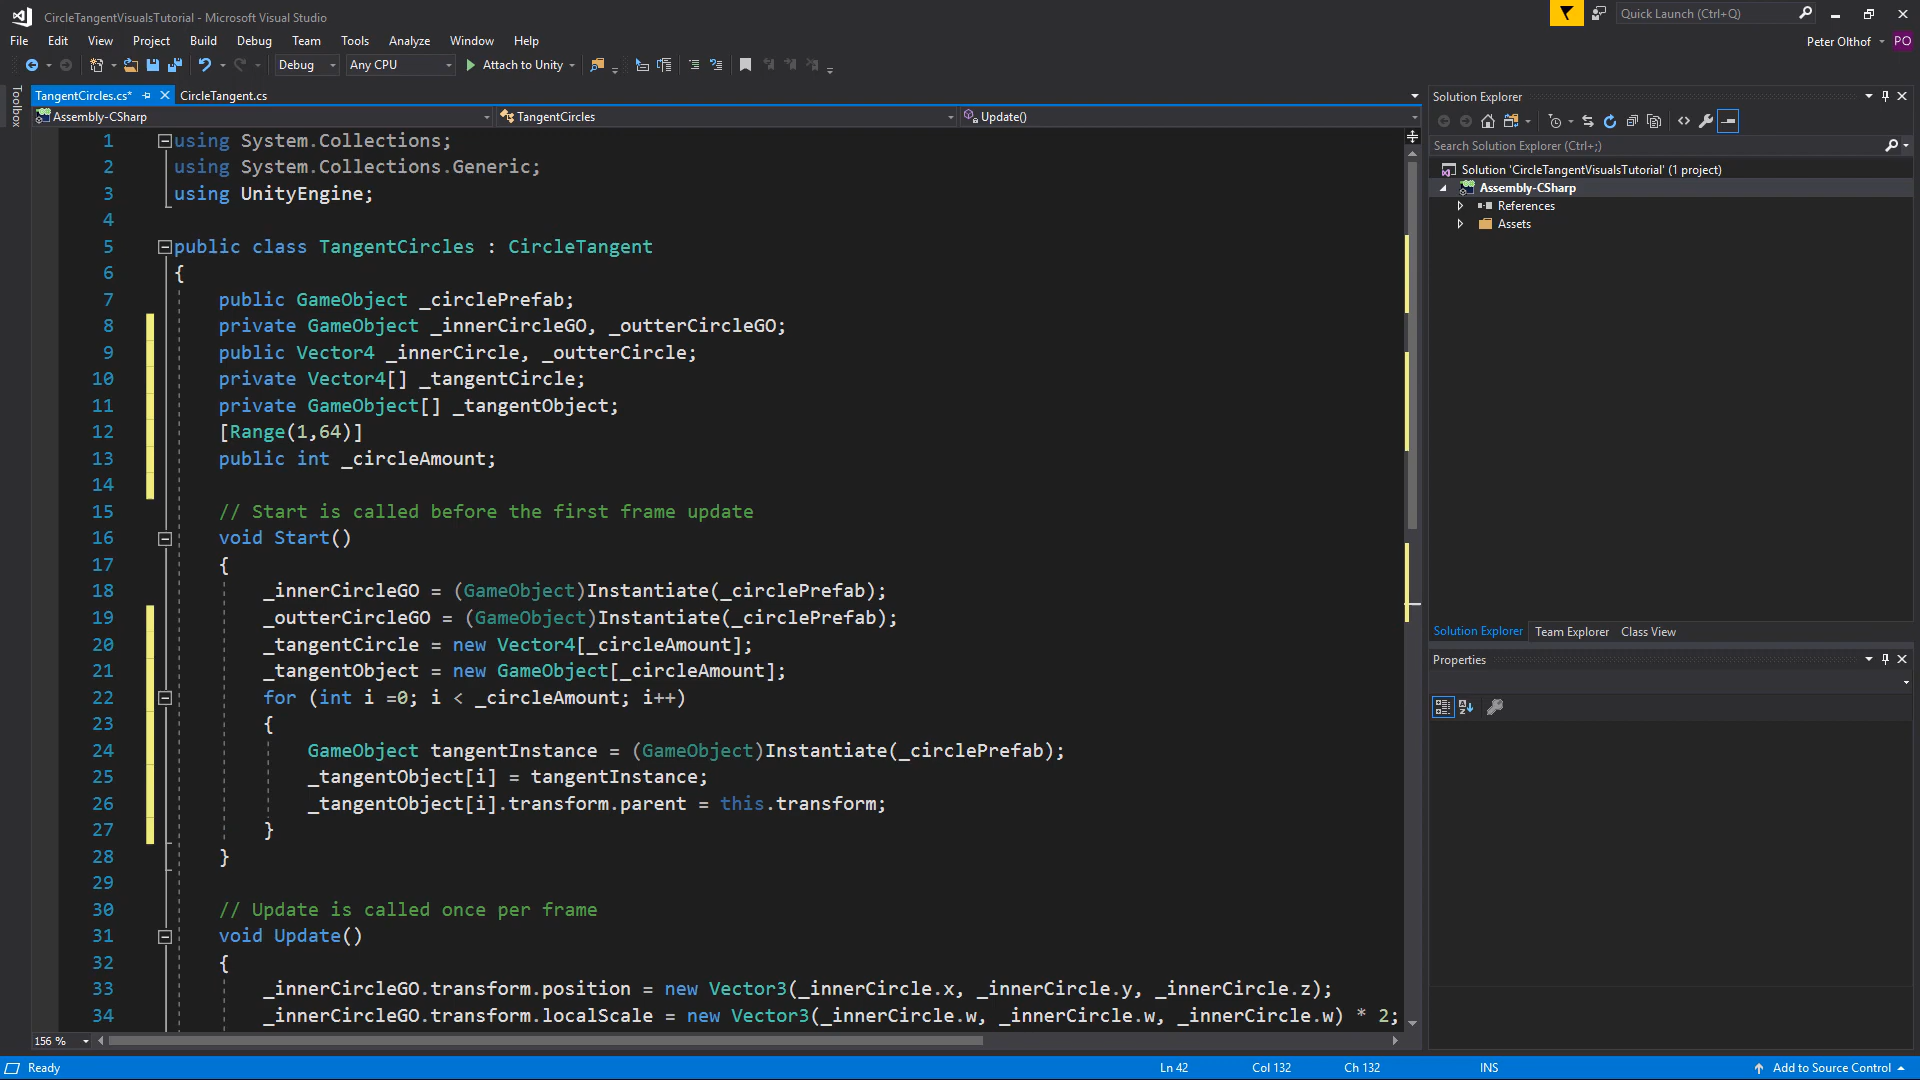 CircleTangentVisualsTutorial - Microsoft Visual Studio
Quick Launch (Ctrl+Q)
File Edit View Project Build Debug Team Tools Analyze Window Help
Peter Olthof PO
Debug Any CPU Attach to Unity
Toolbox
TangentCircles.cs* CircleTangent.cs
Assembly-CSharp TangentCircles Update()
1 using System.Collections;
2 using System.Collections.Generic;
3 using UnityEngine;
4
5 public class TangentCircles : CircleTangent
6 {
7 public GameObject _circlePrefab;
8 private GameObject _innerCircleGO, _outterCircleGO;
9 public Vector4 _innerCircle, _outterCircle;
10 private Vector4[] _tangentCircle;
11 private GameObject[] _tangentObject;
12 [Range(1,64)]
13 public int _circleAmount;
14
15 // Start is called before the first frame update
16 void Start()
17 {
18 _innerCircleGO = (GameObject)Instantiate(_circlePrefab);
19 _outterCircleGO = (GameObject)Instantiate(_circlePrefab);
20 _tangentCircle = new Vector4[_circleAmount];
21 _tangentObject = new GameObject[_circleAmount];
22 for (int i =0; i < _circleAmount; i++)
23 {
24 GameObject tangentInstance = (GameObject)Instantiate(_circlePrefab);
25 _tangentObject[i] = tangentInstance;
26 _tangentObject[i].transform.parent = this.transform;
27 }
28 }
29
30 // Update is called once per frame
31 void Update()
32 {
33 _innerCircleGO.transform.position = new Vector3(_innerCircle.x, _innerCircle.y, _innerCircle.z);
34 _innerCircleGO.transform.localScale = new Vector3(_innerCircle.w, _innerCircle.w, _innerCircle.w) * 2;
156 %
Solution Explorer
Search Solution Explorer (Ctrl+;)
Solution 'CircleTangentVisualsTutorial' (1 project)
Assembly-CSharp
References
Assets
Solution Explorer Team Explorer Class View
Properties
Ready Ln 42 Col 132 Ch 132 INS Add to Source Control